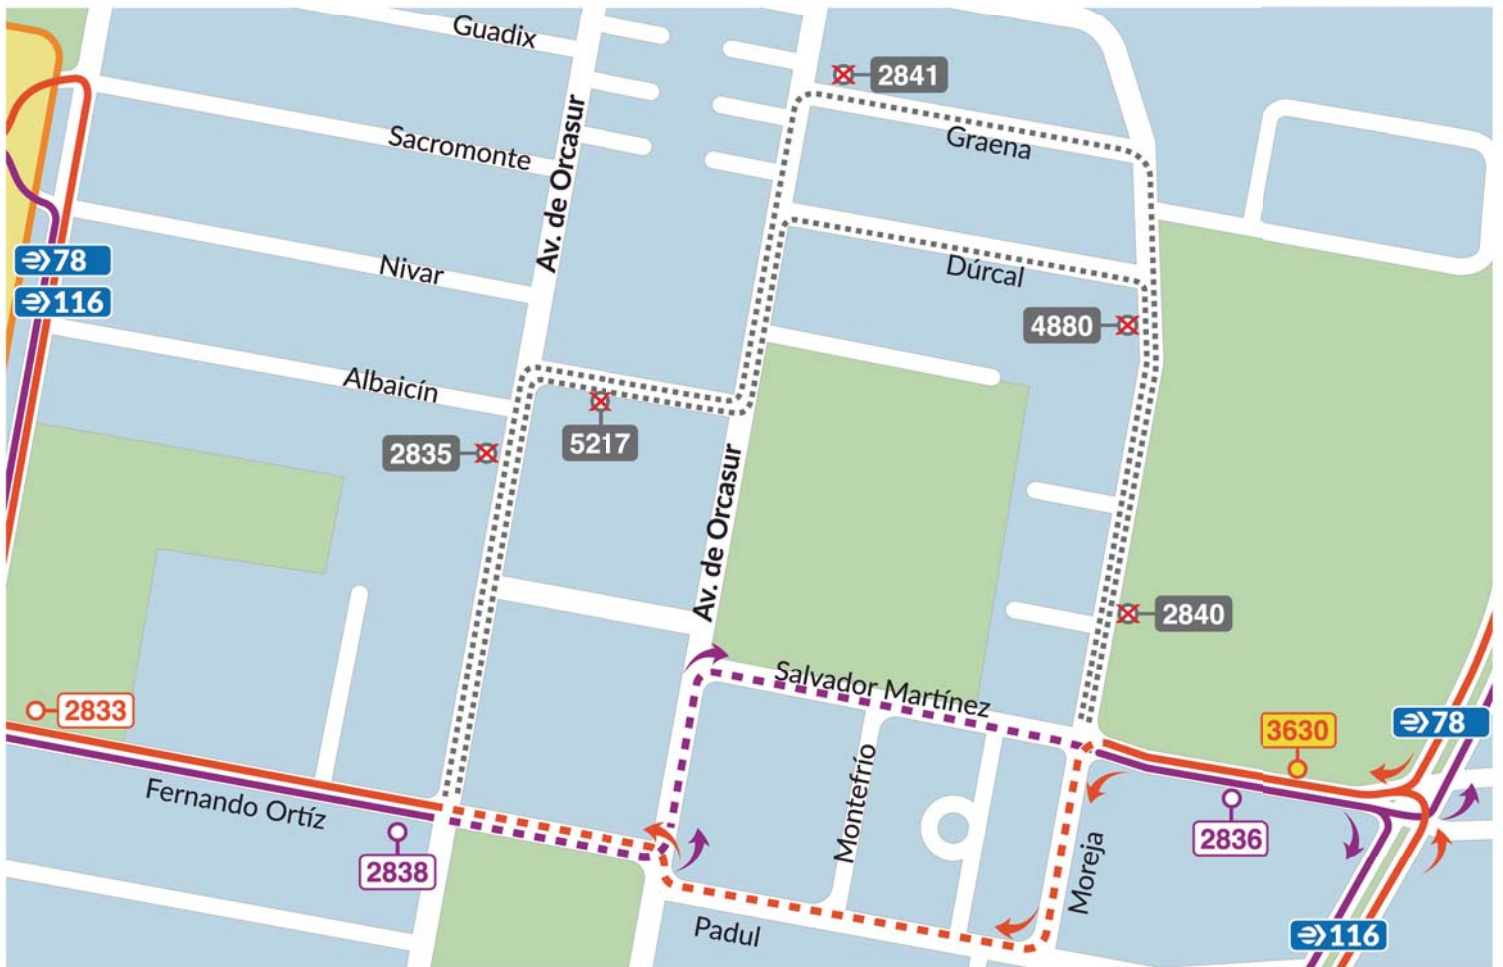 Guadix
2841
Sacromonte
Av. de Orcasur
Graena
78
116
Nivar
Dúrcal
4880
Albaicín
2835
5217
Av. de Orcasur
2840
Salvador Martínez
2833
3630
78
Fernando Ortíz
Montefrío
2836
2838
Moreja
Padul
116